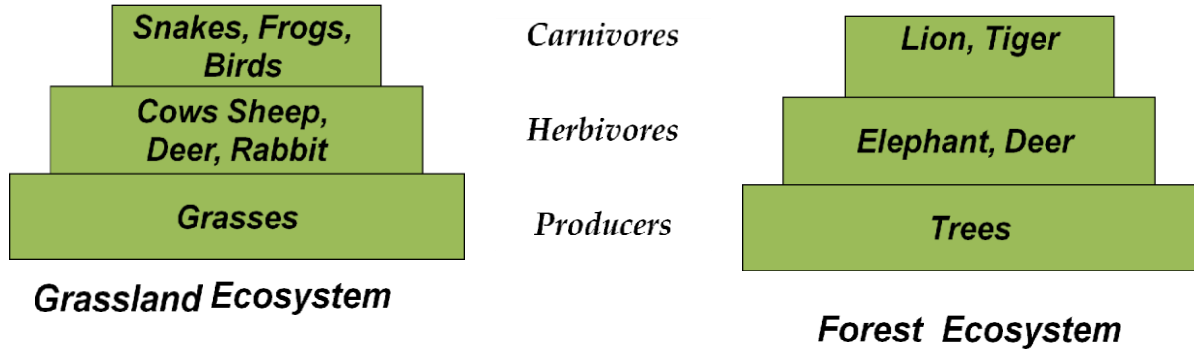 Snakes, Frogs,
Birds
Cows Sheep,
Deer, Rabbit
Grasses
Grassland Ecosystem
Carnivores
Herbivores
Producers
Lion, Tiger
Elephant, Deer
Trees
Forest Ecosystem